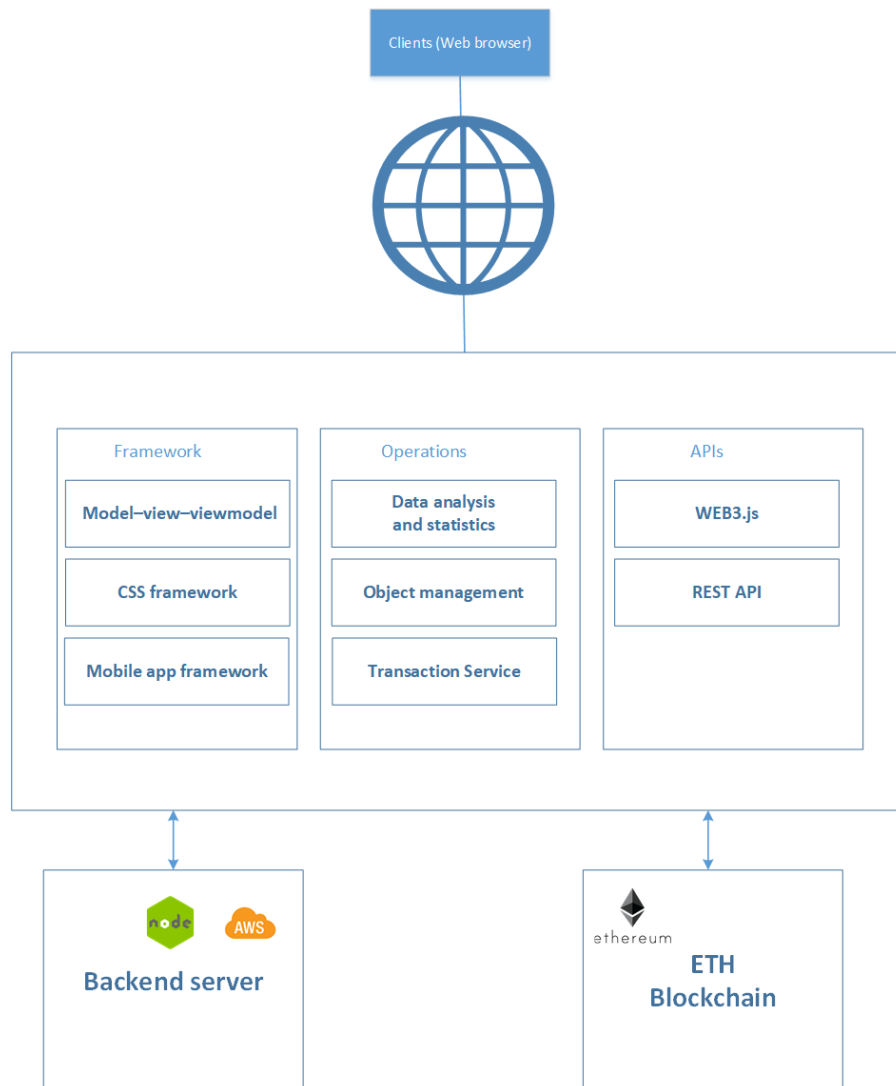 Clients (Web browser)
Framework
Model–view–viewmodel
CSS framework
Mobile app framework
Operations
Data analysis
and statistics
Object management
Transaction Service
APIs
WEB3.js
REST API
node
AWS
Backend server
ethereum
ETH
Blockchain